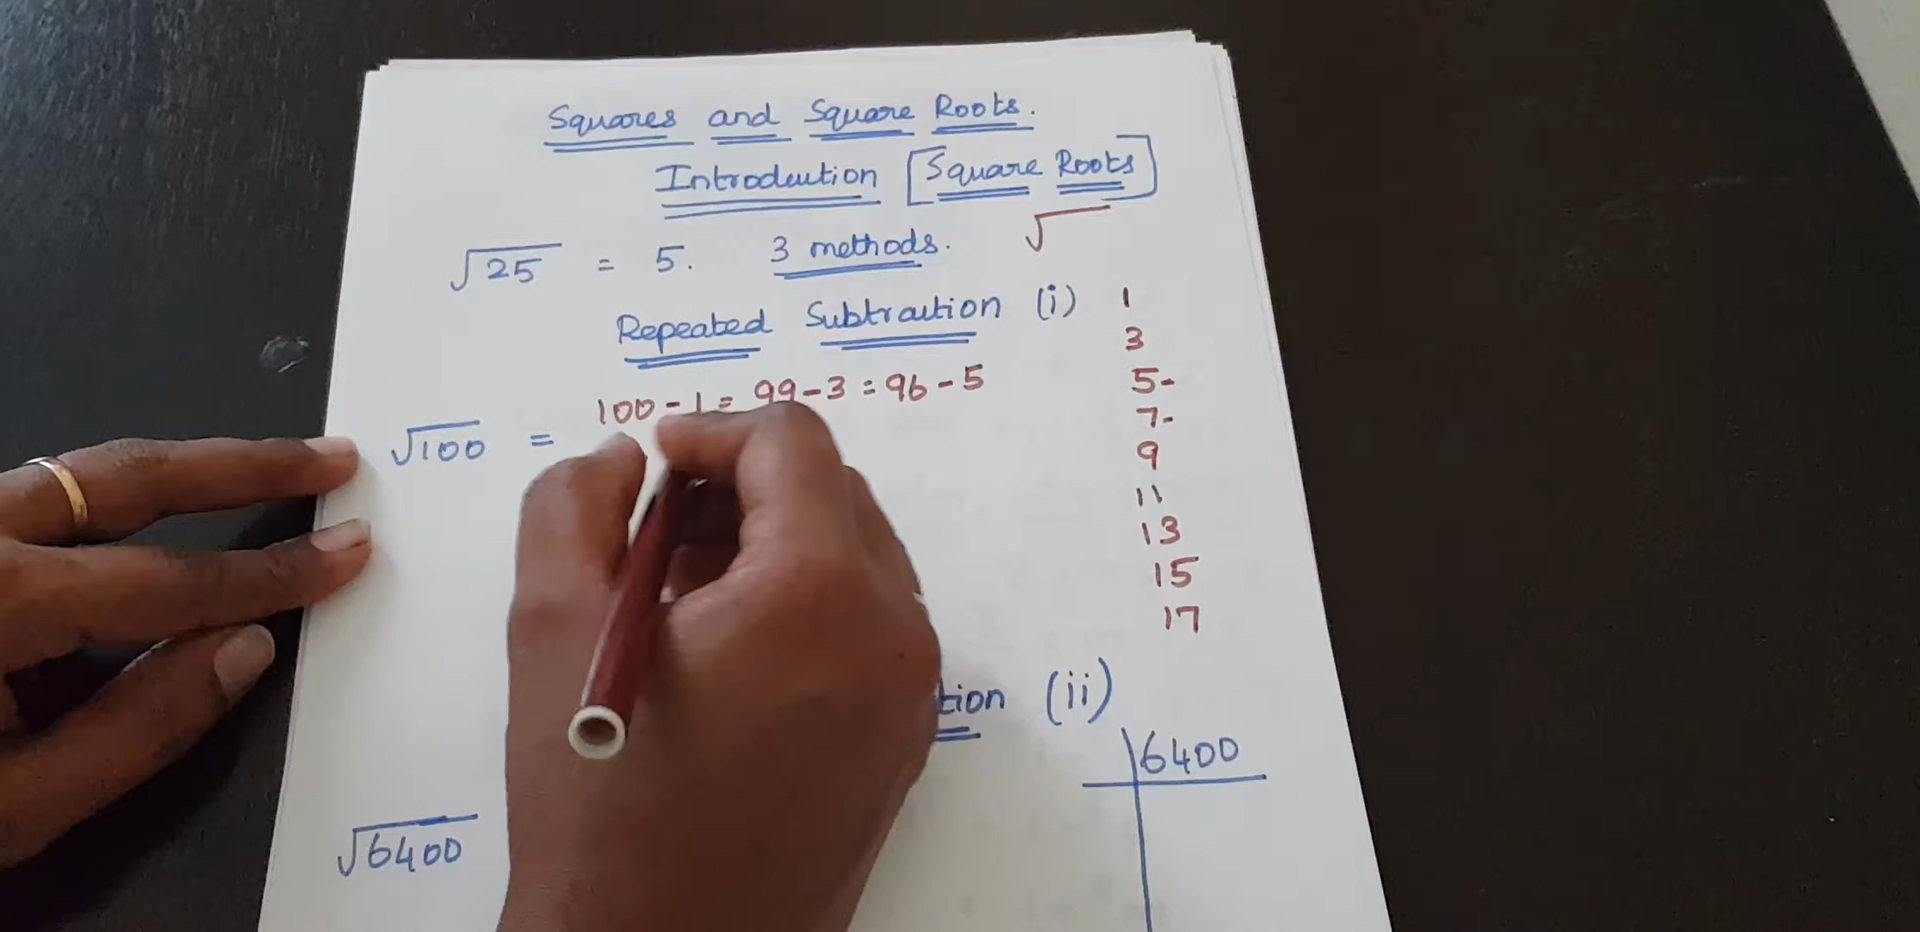 Squares and Square Roots.
Introduction [Square Roots]
√25 = 5. 3 methods. √
Repeated Subtraction (i)
1
3
5-
7-
9
11
13
15
17
100 - 1 = 99 - 3 = 96 - 5
√100 =
tion (ii)
6400
√6400